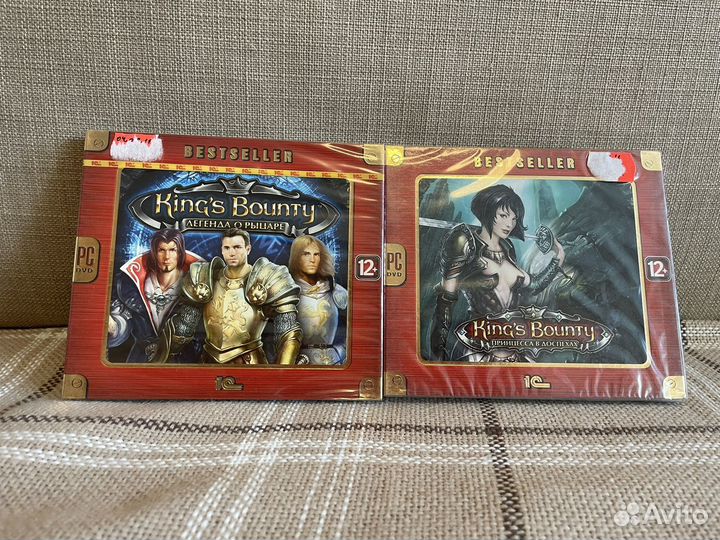 BESTSELLER
King's Bounty
ЛЕГЕНДА О РЫЦАРЕ
PC
DVD
12+
1С
BESTSELLER
PC
DVD
12+
King's Bounty
ПРИНЦЕССА В ДОСПЕХАХ
1С
Avito